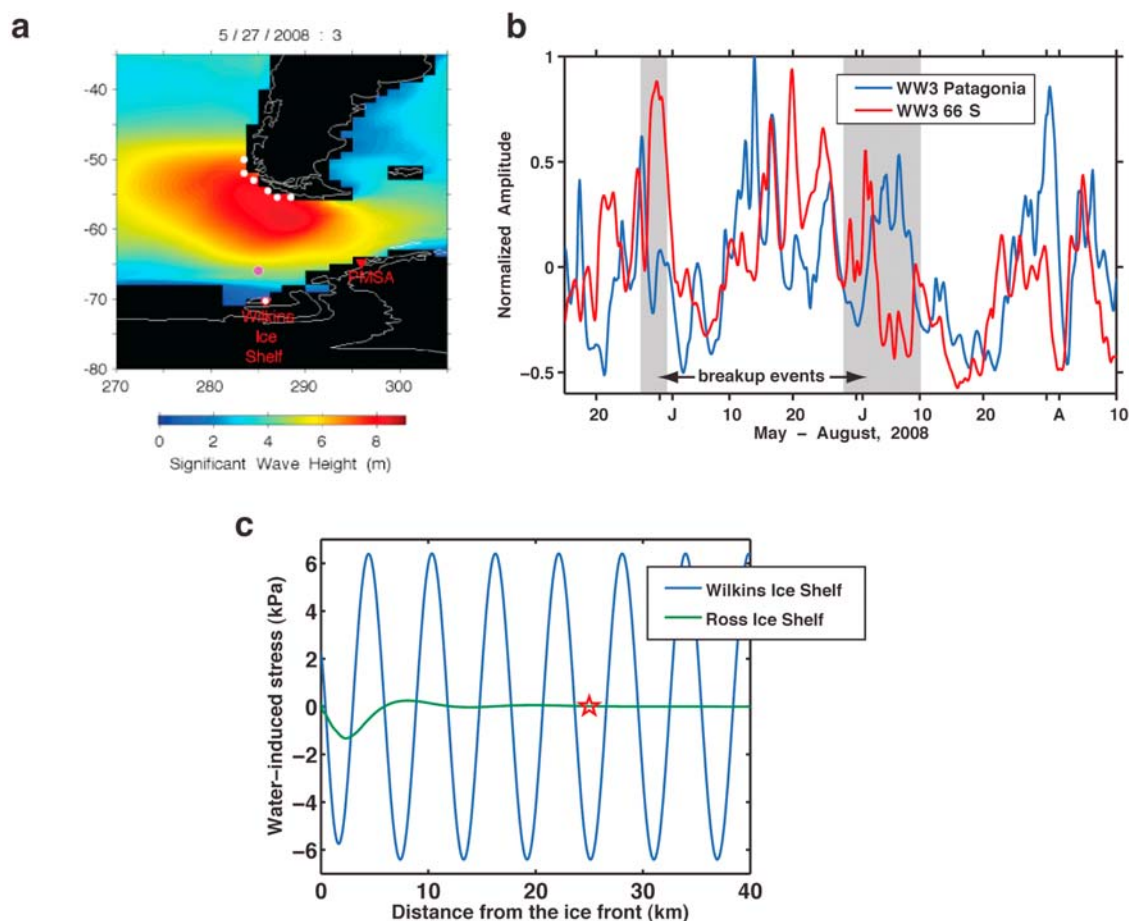 a
5 / 27 / 2008 : 3
-40
-50
-60
-70
-80
PMSA
Wilkins
Ice
Shelf
270 280 290 300
0 2 4 6 8
Significant Wave Height (m)
b
1
0.5
0
−0.5
Normalized Amplitude
WW3 Patagonia
WW3 66 S
breakup events
20 J 10 20 J 10 20 A 10
May − August, 2008
c
6
4
2
0
−2
−4
−6
Water−induced stress (kPa)
Wilkins Ice Shelf
Ross Ice Shelf
0 10 20 30 40
Distance from the ice front (km)